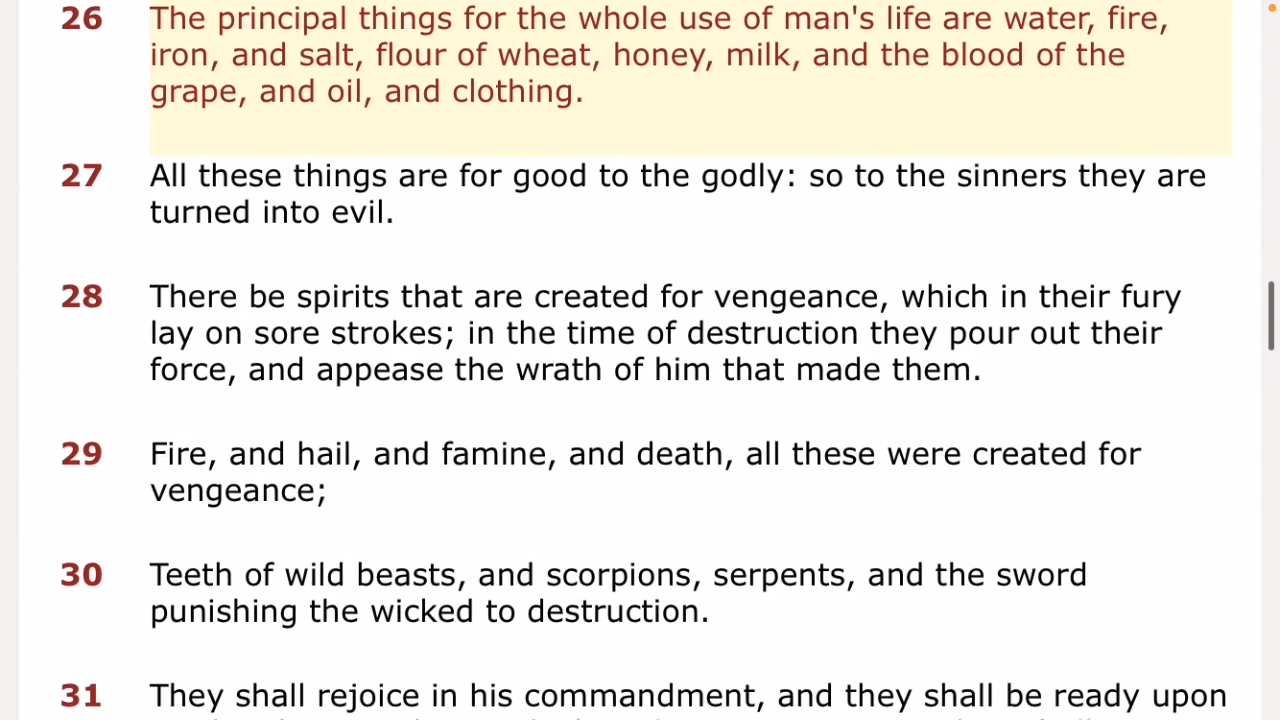 26 The principal things for the whole use of man's life are water, fire,
iron, and salt, flour of wheat, honey, milk, and the blood of the
grape, and oil, and clothing.
27 All these things are for good to the godly: so to the sinners they are
turned into evil.
28 There be spirits that are created for vengeance, which in their fury
lay on sore strokes; in the time of destruction they pour out their
force, and appease the wrath of him that made them.
29 Fire, and hail, and famine, and death, all these were created for
vengeance;
30 Teeth of wild beasts, and scorpions, serpents, and the sword
punishing the wicked to destruction.
31 They shall rejoice in his commandment, and they shall be ready upon